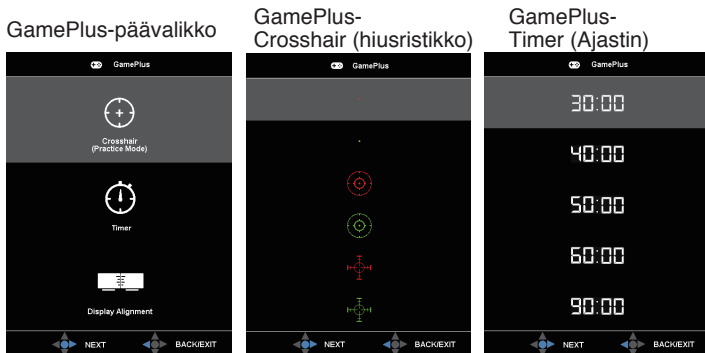 GamePlus-päävalikko
GamePlus
Crosshair
(Practice Mode)
Timer
Display Alignment
NEXT BACK/EXIT
GamePlus-
Crosshair (hiusristikko)
GamePlus
NEXT BACK/EXIT
GamePlus-
Timer (Ajastin)
GamePlus
30:00
40:00
50:00
60:00
90:00
NEXT BACK/EXIT